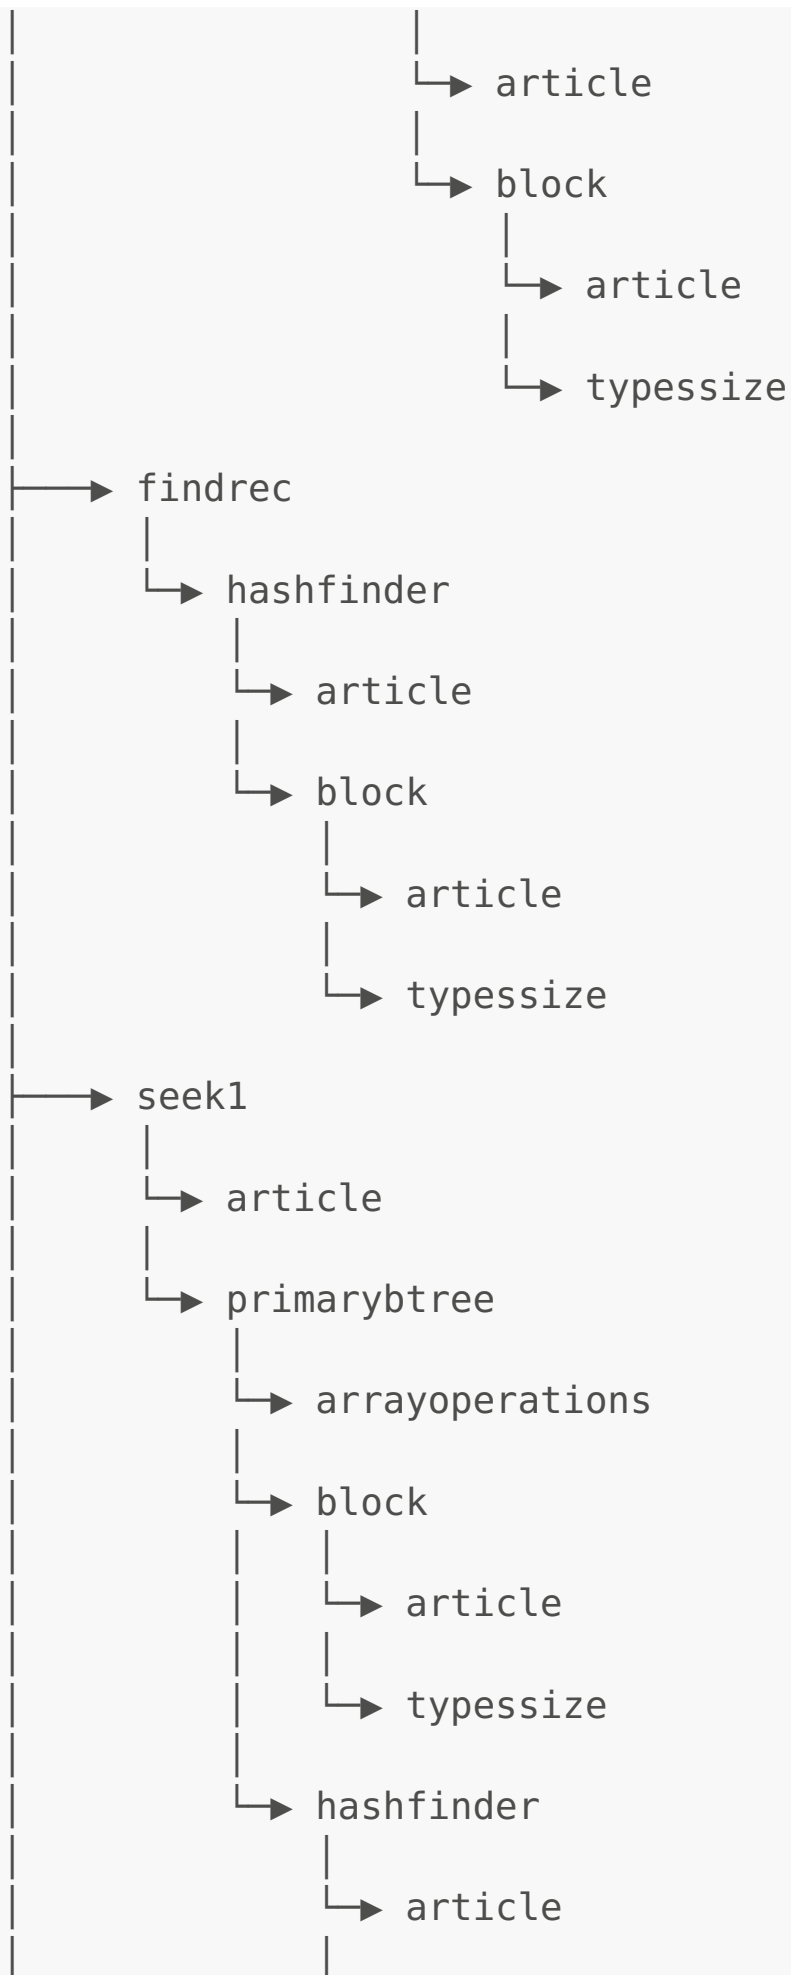 article
block
article
typessize
findrec
hashfinder
article
block
article
typessize
seek1
article
primarybtree
arrayoperations
block
article
typessize
hashfinder
article